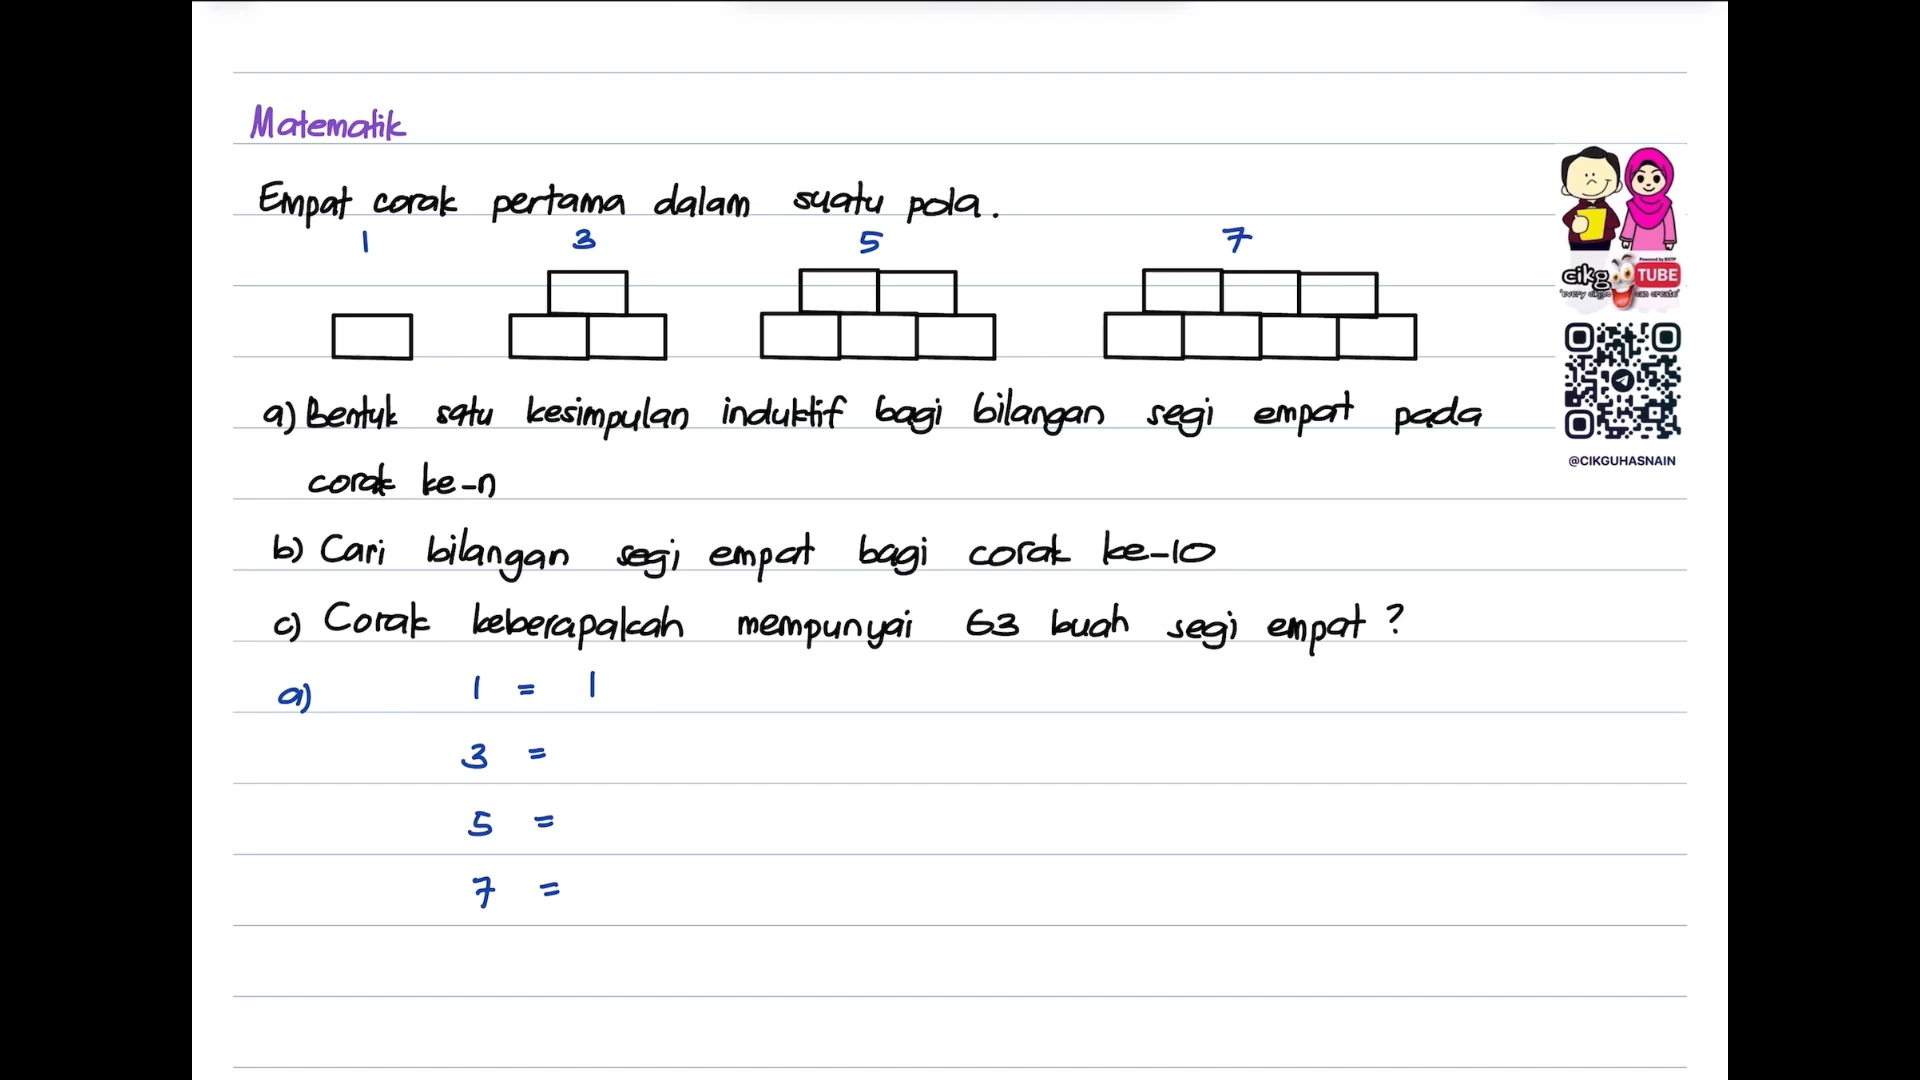 Matematik
Empat corak pertama dalam suatu pola.
1 3 5 7
a) Bentuk satu kesimpulan induktif bagi bilangan segi empat pada
corak ke-n
b) Cari bilangan segi empat bagi corak ke-10
c) Corak keberapakah mempunyai 63 buah segi empat ?
a) 1 = 1
3 =
5 =
7 =
cikgooTUBE
@CIKGUHASNAIN